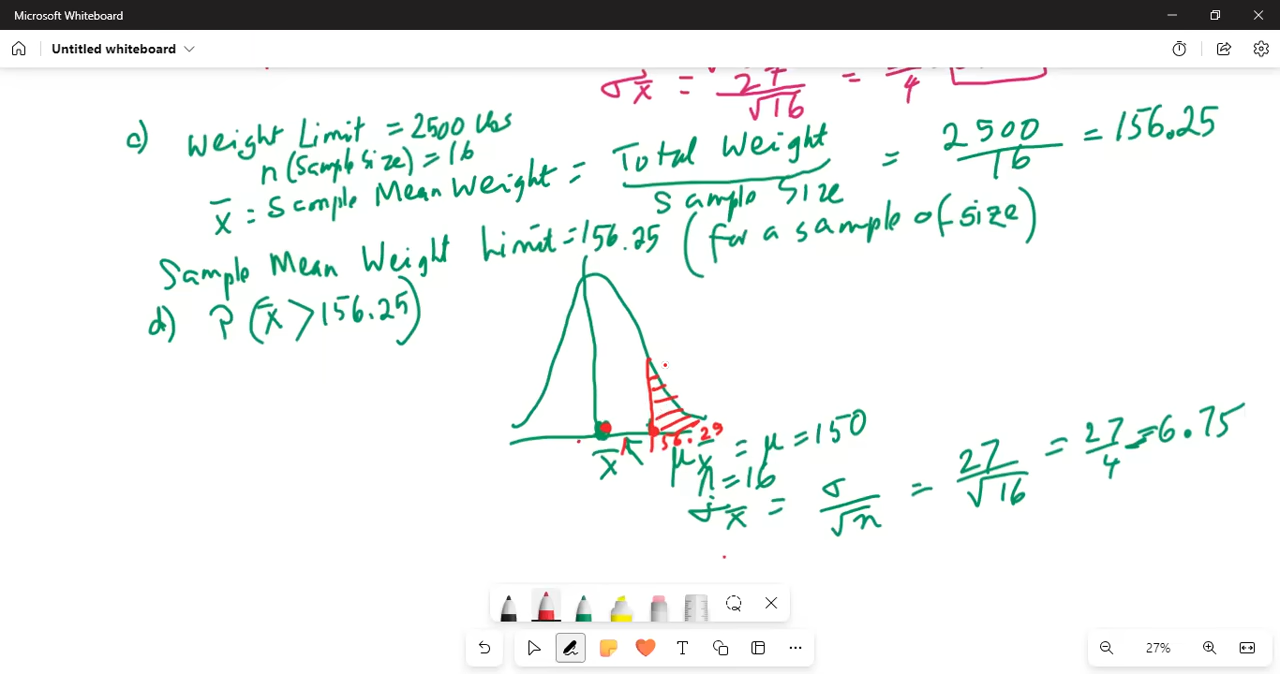 Microsoft Whiteboard
Untitled whiteboard
σx̄ = 27/√16 = /4
c) Weight Limit = 2500 lbs
n (sample size) = 16
x̄ = Sample Mean Weight = Total Weight / Sample Size = 2500/16 = 156.25
Sample Mean Weight Limit = 156.25 (for a sample of size)
d) P (x̄ > 156.25)
x̄ 156.25
μx̄ = μ = 150
n = 16
σx̄ = σ/√n = 27/√16 = 27/4 = 6.75
27%